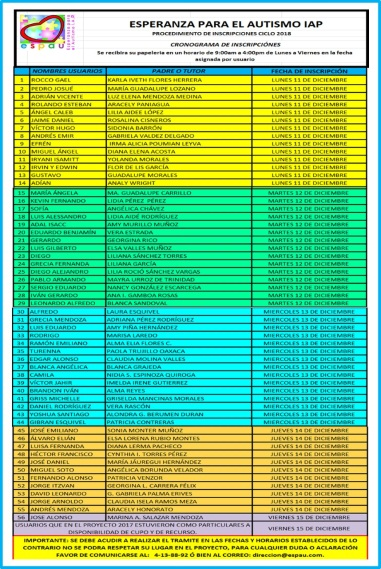 espau
ESPERANZA PARA EL AUTISMO IAP
PROCEDIMIENTO DE INSCRIPCIONES CICLO 2018
CRONOGRAMA DE INSCRIPCIÓNES
Se recibira su papelería en un horario de 9:00am a 4:00pm de Lunes a Viernes en la fecha
asignada por usuario
NOMBRES USUARIOS PADRE O TUTOR FECHA DE INSCRIPCIÓN
1 ROCCO GAEL KARLA IVETH FLORES HERRERA LUNES 11 DE DICIEMBRE
2 PEDRO JOSUÉ MARÍA GUADALUPE LOZANO LUNES 11 DE DICIEMBRE
3 ADRIÁN VICENTE LUZ ELENA MENDOZA MEDINA LUNES 11 DE DICIEMBRE
4 ROLANDO ESTEBAN ARACELY PANIAGUA LUNES 11 DE DICIEMBRE
5 ÁNGEL CALEB LILIA AIDEE LÓPEZ LUNES 11 DE DICIEMBRE
6 JAIME DANIEL ROSALINA CISNEROS LUNES 11 DE DICIEMBRE
7 VÍCTOR HUGO SIDONIA BARRÓN LUNES 11 DE DICIEMBRE
8 ANDRÉS EMIR GABRIELA VALDEZ DELGADO LUNES 11 DE DICIEMBRE
9 EFRÉN IRMA ALICIA POUMIAN LEYVA LUNES 11 DE DICIEMBRE
10 MIGUEL ÁNGEL DIANA ELENA ACOSTA LUNES 11 DE DICIEMBRE
11 IRYANI ISAMITT YOLANDA MORALES LUNES 11 DE DICIEMBRE
12 IRVIN Y EDWIN FLOR DE LIS GARCÍA LUNES 11 DE DICIEMBRE
13 GUSTAVO GUADALUPE MORALES LUNES 11 DE DICIEMBRE
14 ADÍAN ANALY WRIGHT LUNES 11 DE DICIEMBRE
15 MARÍA ÁNGELA MA. GUADALUPE CARRILLO MARTES 12 DE DICIEMBRE
16 KEVIN FERNANDO LIDIA PÉREZ PÉREZ MARTES 12 DE DICIEMBRE
17 SOFÍA ANGÉLICA CHÁVEZ MARTES 12 DE DICIEMBRE
18 LUIS ALESSANDRO LIDIA AIDÉ RODRÍGUEZ MARTES 12 DE DICIEMBRE
19 ADAL ISACC AMY MURILLO MUÑOZ MARTES 12 DE DICIEMBRE
20 EDUARDO BENJAMÍN VERA ESTRADA MARTES 12 DE DICIEMBRE
21 GERARDO GEORGINA RICO MARTES 12 DE DICIEMBRE
22 LUIS GILBERTO ELSA VALLES MUÑOZ MARTES 12 DE DICIEMBRE
23 DIEGO LILIANA SÁNCHEZ TORRES MARTES 12 DE DICIEMBRE
24 GRECIA FERNANDA LILIANA GARCÍA MARTES 12 DE DICIEMBRE
25 DIEGO ALEJANDRO LILIA ROCIÓ SÁNCHEZ VARGAS MARTES 12 DE DICIEMBRE
26 PABLO ARMANDO MAYRA URROZ DE TRINIDAD MARTES 12 DE DICIEMBRE
27 SERGIO EDUARDO NANCY GONZÁLEZ ESCARCEGA MARTES 12 DE DICIEMBRE
28 IVÁN GERARDO ANA I. GAMBOA ROSAS MARTES 12 DE DICIEMBRE
29 LEONARDO ALFREDO BLANCA SANDOVAL MARTES 12 DE DICIEMBRE
30 ALFREDO LAURA ESQUIVEL MIERCOLES 13 DE DICIEMBRE
31 GRECIA MENDOZA ADRIANA PÉREZ RODRÍGUEZ MIERCOLES 13 DE DICIEMBRE
32 LUIS EDUARDO AMY PIÑA HERNÁNDEZ MIERCOLES 13 DE DICIEMBRE
33 RODRIGO MARISA LAREDO MIERCOLES 13 DE DICIEMBRE
34 RAMÓN EMILIANO ALMA ELIA FLORES C. MIERCOLES 13 DE DICIEMBRE
35 TURENNA PAOLA TRUJILLO OAXACA MIERCOLES 13 DE DICIEMBRE
36 EDGAR ALONSO CLAUDIA MOLINA VALLES MIERCOLES 13 DE DICIEMBRE
37 BLANCA ANGÉLICA BLANCA GRAJEDA MIERCOLES 13 DE DICIEMBRE
38 CAMILA NIDIA S. ESPINOZA QUIROGA MIERCOLES 13 DE DICIEMBRE
39 VÍCTOR JAHIR IMELDA IRENE GUTIERREZ MIERCOLES 13 DE DICIEMBRE
40 BRANDON IVÁN ALMA REYES MIERCOLES 13 DE DICIEMBRE
41 GRISS MICHELLE GRISELDA MANCINAS MORALES MIERCOLES 13 DE DICIEMBRE
42 DANIEL RODRÍGUEZ VERA RASCÓN MIERCOLES 13 DE DICIEMBRE
43 YOSHUA SANTIAGO ALONDRA G. BERUMEN DURAN MIERCOLES 13 DE DICIEMBRE
44 GIBRAN ESQUIVEL PATRICIA CONTRERAS MIERCOLES 13 DE DICIEMBRE
45 JOSÉ EMILIANO SONIA MONTER MUÑOZ JUEVES 14 DE DICIEMBRE
46 ÁLVARO ELIÁN ELSA LORENA RUBIO MONTES JUEVES 14 DE DICIEMBRE
47 LUISA FERNANDA DIANA LERMA PACHECO JUEVES 14 DE DICIEMBRE
48 HÉCTOR FRANCISCO CYNTHIA I. TORRES PÉREZ JUEVES 14 DE DICIEMBRE
49 JOSÉ DANIEL MARÍA JÁUREGUI HERNÁNDEZ JUEVES 14 DE DICIEMBRE
50 MIGUEL SOTO ANGÉLICA BORUNDA VELADOR JUEVES 14 DE DICIEMBRE
51 FERNANDO ALONSO PATRICIA VENZOR JUEVES 14 DE DICIEMBRE
52 JORGE ITZVAN GEORGINA L. CARRERA FÉLIX JUEVES 14 DE DICIEMBRE
53 DAVID LEONARDO G. GABRIELA PALMA ERIVES JUEVES 14 DE DICIEMBRE
54 JORGE ARNOLDO CLAUDIA ISELA RAMOS MEZA JUEVES 14 DE DICIEMBRE
55 ANDRÉS MENDOZA ARACELY HONORATO JUEVES 14 DE DICIEMBRE
56 JOSE ALONSO MARINA A. SALAZAR MENDOZA VIERNES 15 DE DICIEMBRE
USUARIOS QUE EN EL PROYECTO 2017 ESTUVIERON COMO PARTICULARES A
DISPONIBILIDAD DE CUPO Y DE RECURSO. VIERNES 15 DE DICIEMBRE
IMPORTANTE: SE DEBE ACUDIR A REALIZAR EL TRAMITE EN LAS FECHAS Y HORARIOS ESTABLECIDOS DE LO
CONTRARIO NO SE PODRA RESPETAR SU LUGAR EN EL PROYECTO, PARA CUALQUIER DUDA O ACLARACIÓN
FAVOR DE COMUNICARSE AL: 4-19-88-92 Ó BIEN AL CORREO: direccion@espau.com.